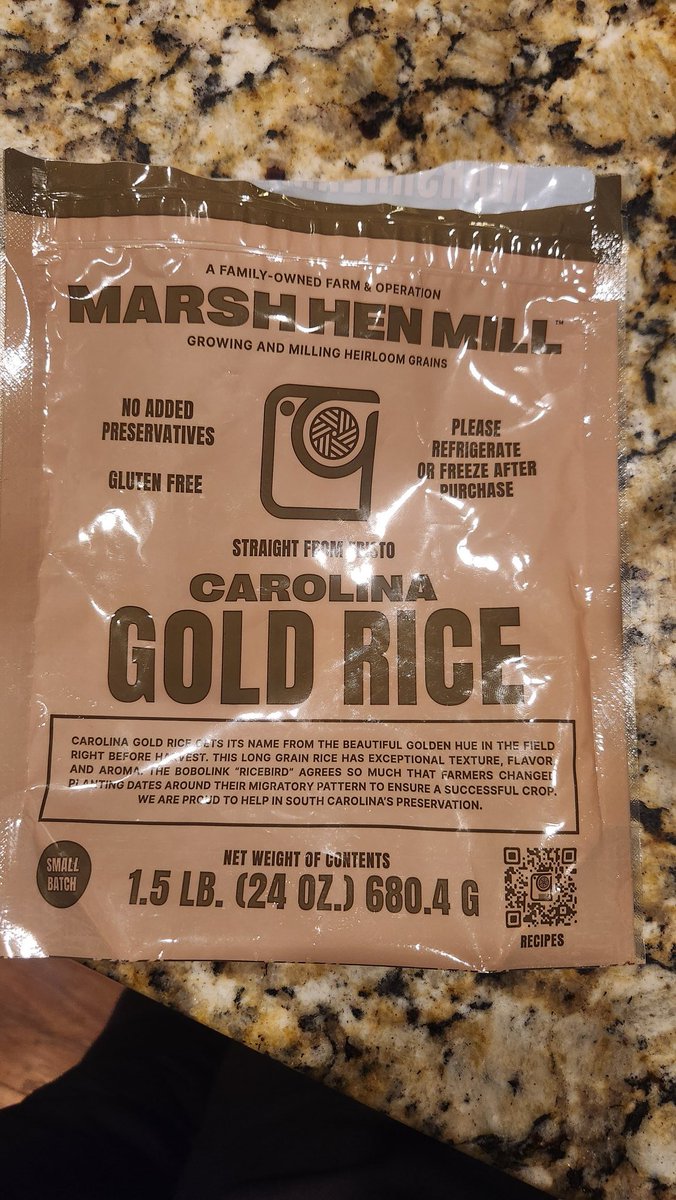 A FAMILY-OWNED FARM & OPERATION
MARSH HEN MILL™
GROWING AND MILLING HEIRLOOM GRAINS
NO ADDED
PRESERVATIVES
GLUTEN FREE
PLEASE
REFRIGERATE
OR FREEZE AFTER
PURCHASE
STRAIGHT FROM
CAROLINA
GOLD RICE
CAROLINA GOLD RICE GETS ITS NAME FROM THE BEAUTIFUL GOLDEN HUE IN THE FIELD
RIGHT BEFORE HARVEST. THIS LONG GRAIN RICE HAS EXCEPTIONAL TEXTURE, FLAVOR
AND AROMA. THE BOBOLINK "RICEBIRD" AGREES SO MUCH THAT FARMERS CHANGED
PLANTING DATES AROUND THEIR MIGRATORY PATTERN TO ENSURE A SUCCESSFUL CROP.
WE ARE PROUD TO HELP IN SOUTH CAROLINA'S PRESERVATION.
SMALL
BATCH
NET WEIGHT OF CONTENTS
1.5 LB. (24 OZ.) 680.4 G
RECIPES